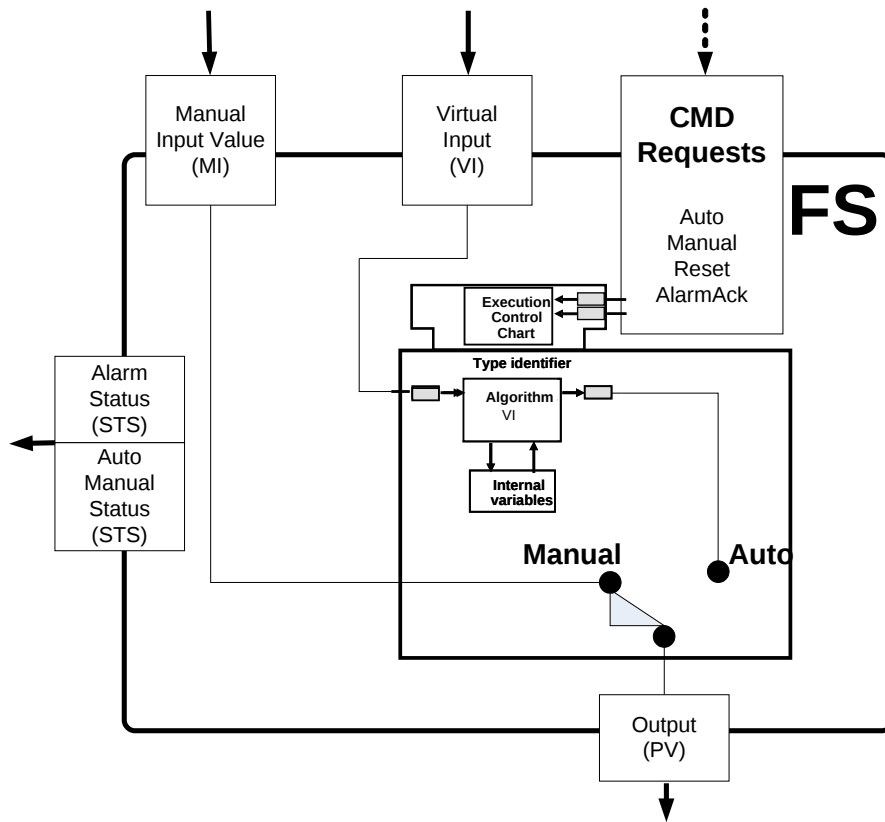 Manual
Input Value
(MI)
Virtual
Input
(VI)
CMD
Requests
Auto
Manual
Reset
AlarmAck
FS
Execution
Control
Chart
Type identifier
Algorithm
VI
Internal
variables
Alarm
Status
(STS)
Auto
Manual
Status
(STS)
Manual
Auto
Output
(PV)